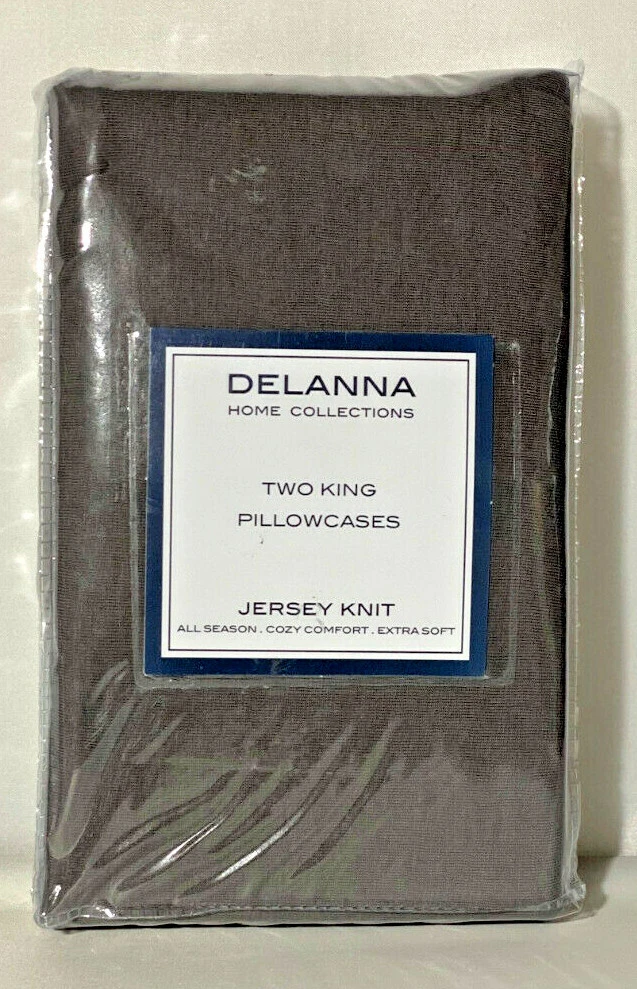 DELANNA
HOME COLLECTIONS
TWO KING
PILLOWCASES
JERSEY KNIT
ALL SEASON . COZY COMFORT . EXTRA SOFT